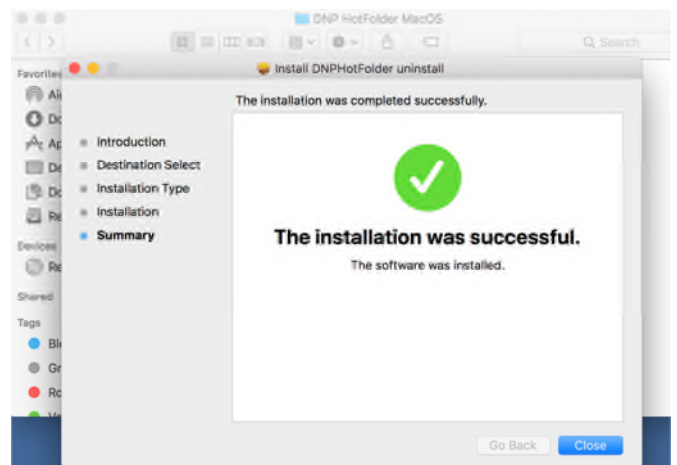 DNP HotFolder MacOS
Search
Favorites
Install DNPHotFolder uninstall
The installation was completed successfully.
Introduction
Destination Select
Installation Type
Installation
Summary
The installation was successful.
The software was installed.
Devices
Shared
Tags
Go Back
Close